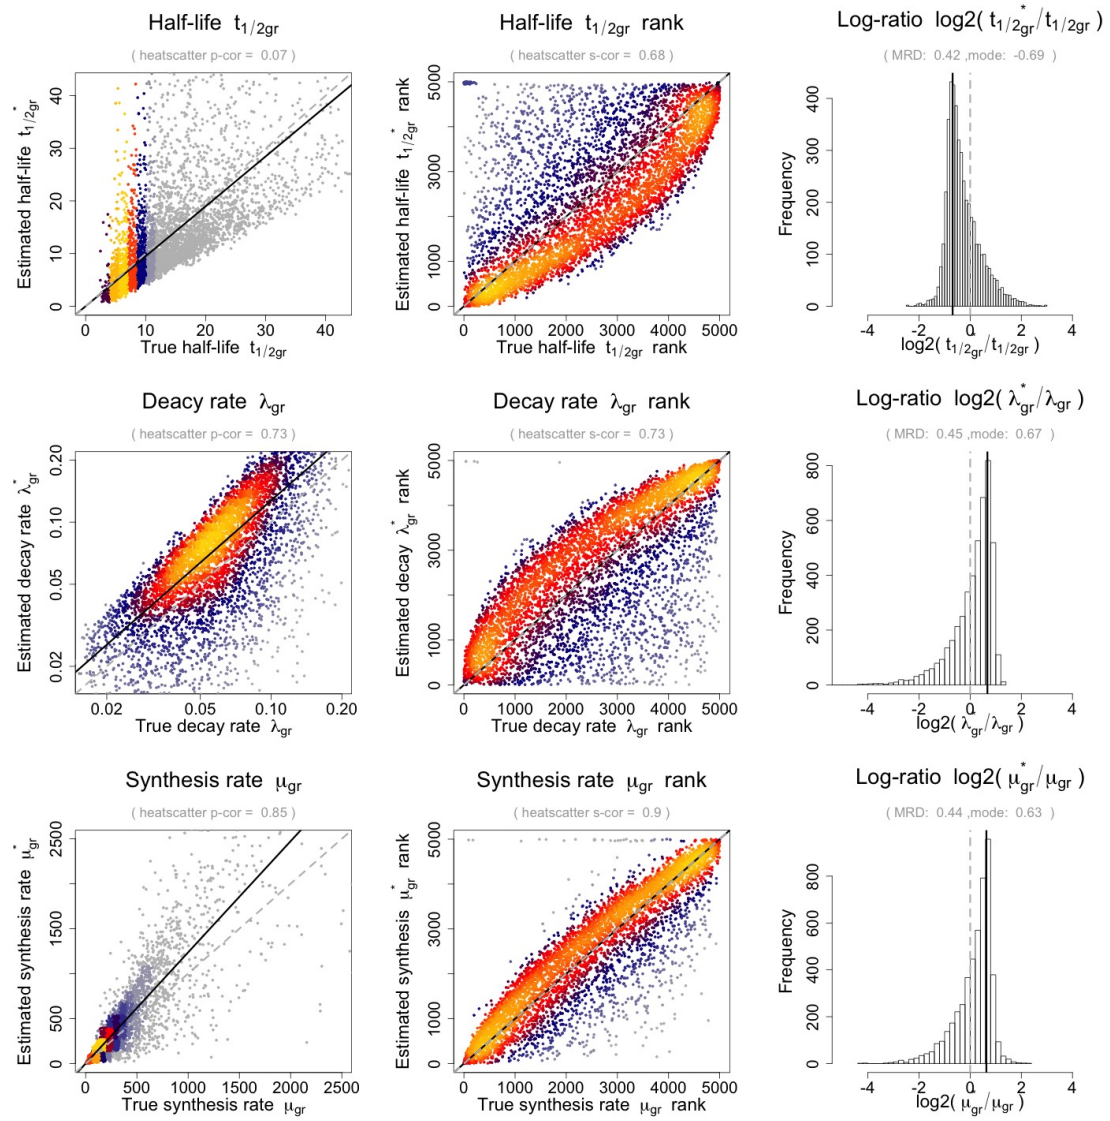 Half-life t1/2gr
( heatscatter p-cor = 0.07 )
Estimated half-life t*1/2gr
0 10 20 30 40
0 10 20 30 40
True half-life t1/2gr
Half-life t1/2gr rank
( heatscatter s-cor = 0.68 )
Estimated half-life t*1/2gr rank
0 1000 3000 5000
0 1000 2000 3000 4000 5000
True half-life t1/2gr rank
Log-ratio log2( t*1/2gr/t1/2gr )
( MRD: 0.42 ,mode: -0.69 )
Frequency
0 100 200 300 400
-4 -2 0 2 4
log2( t*1/2gr/t1/2gr )
Deacy rate λgr
( heatscatter p-cor = 0.73 )
Estimated decay rate λ*gr
0.02 0.05 0.10 0.20
0.02 0.05 0.10 0.20
True decay rate λgr
Decay rate λgr rank
( heatscatter s-cor = 0.73 )
Estimated decay λ*gr rank
0 1000 3000 5000
0 1000 2000 3000 4000 5000
True decay rate λgr rank
Log-ratio log2( λ*gr/λgr )
( MRD: 0.45 ,mode: 0.67 )
Frequency
0 200 400 600 800
-4 -2 0 2 4
log2( λ*gr/λgr )
Synthesis rate μgr
( heatscatter p-cor = 0.85 )
Estimated synthesis rate μ*gr
0 500 1500 2500
0 500 1000 1500 2000 2500
True synthesis rate μgr
Synthesis rate μgr rank
( heatscatter s-cor = 0.9 )
Estimated synthesis μ*gr rank
0 1000 3000 5000
0 1000 2000 3000 4000 5000
True synthesis rate μgr rank
Log-ratio log2( μ*gr/μgr )
( MRD: 0.44 ,mode: 0.63 )
Frequency
0 200 400 600 800
-4 -2 0 2 4
log2( μ*gr/μgr )